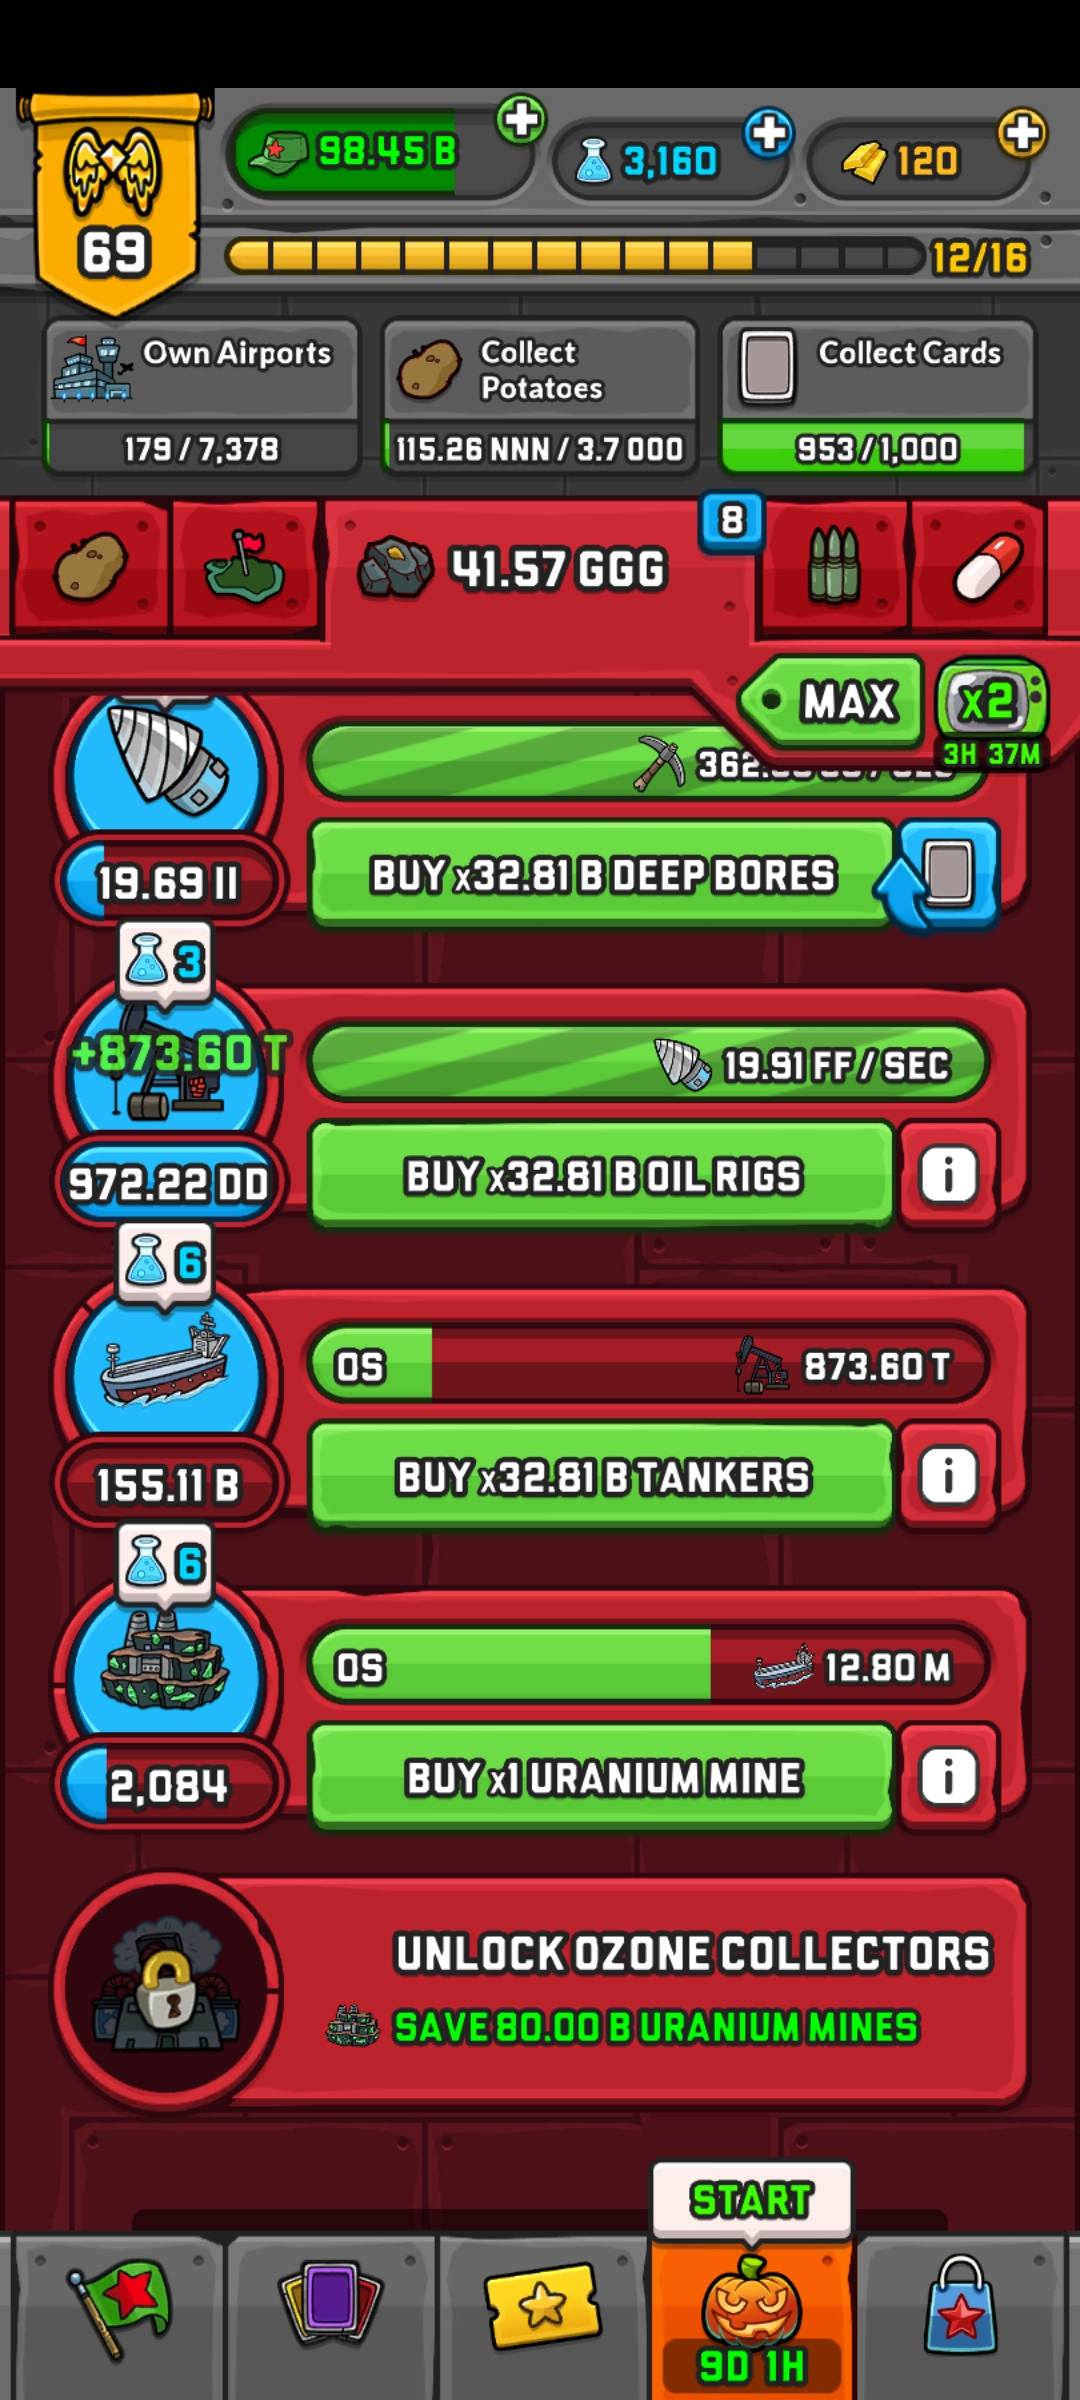 98.45 B
3,160
120
69
12/16
Own Airports
179 / 7,378
Collect
Potatoes
115.26 NNN / 3.7 OOO
Collect Cards
953 / 1,000
41.57 GGG
8
MAX
x2
3H 37M
19.69 II
BUY x32.81 B DEEP BORES
3
+873.60 T
19.91 FF / SEC
972.22 DD
BUY x32.81 B OIL RIGS
6
0S
873.60 T
155.11 B
BUY x32.81 B TANKERS
6
0S
12.80 M
2,084
BUY x1 URANIUM MINE
UNLOCK OZONE COLLECTORS
SAVE 80.00 B URANIUM MINES
START
9D 1H